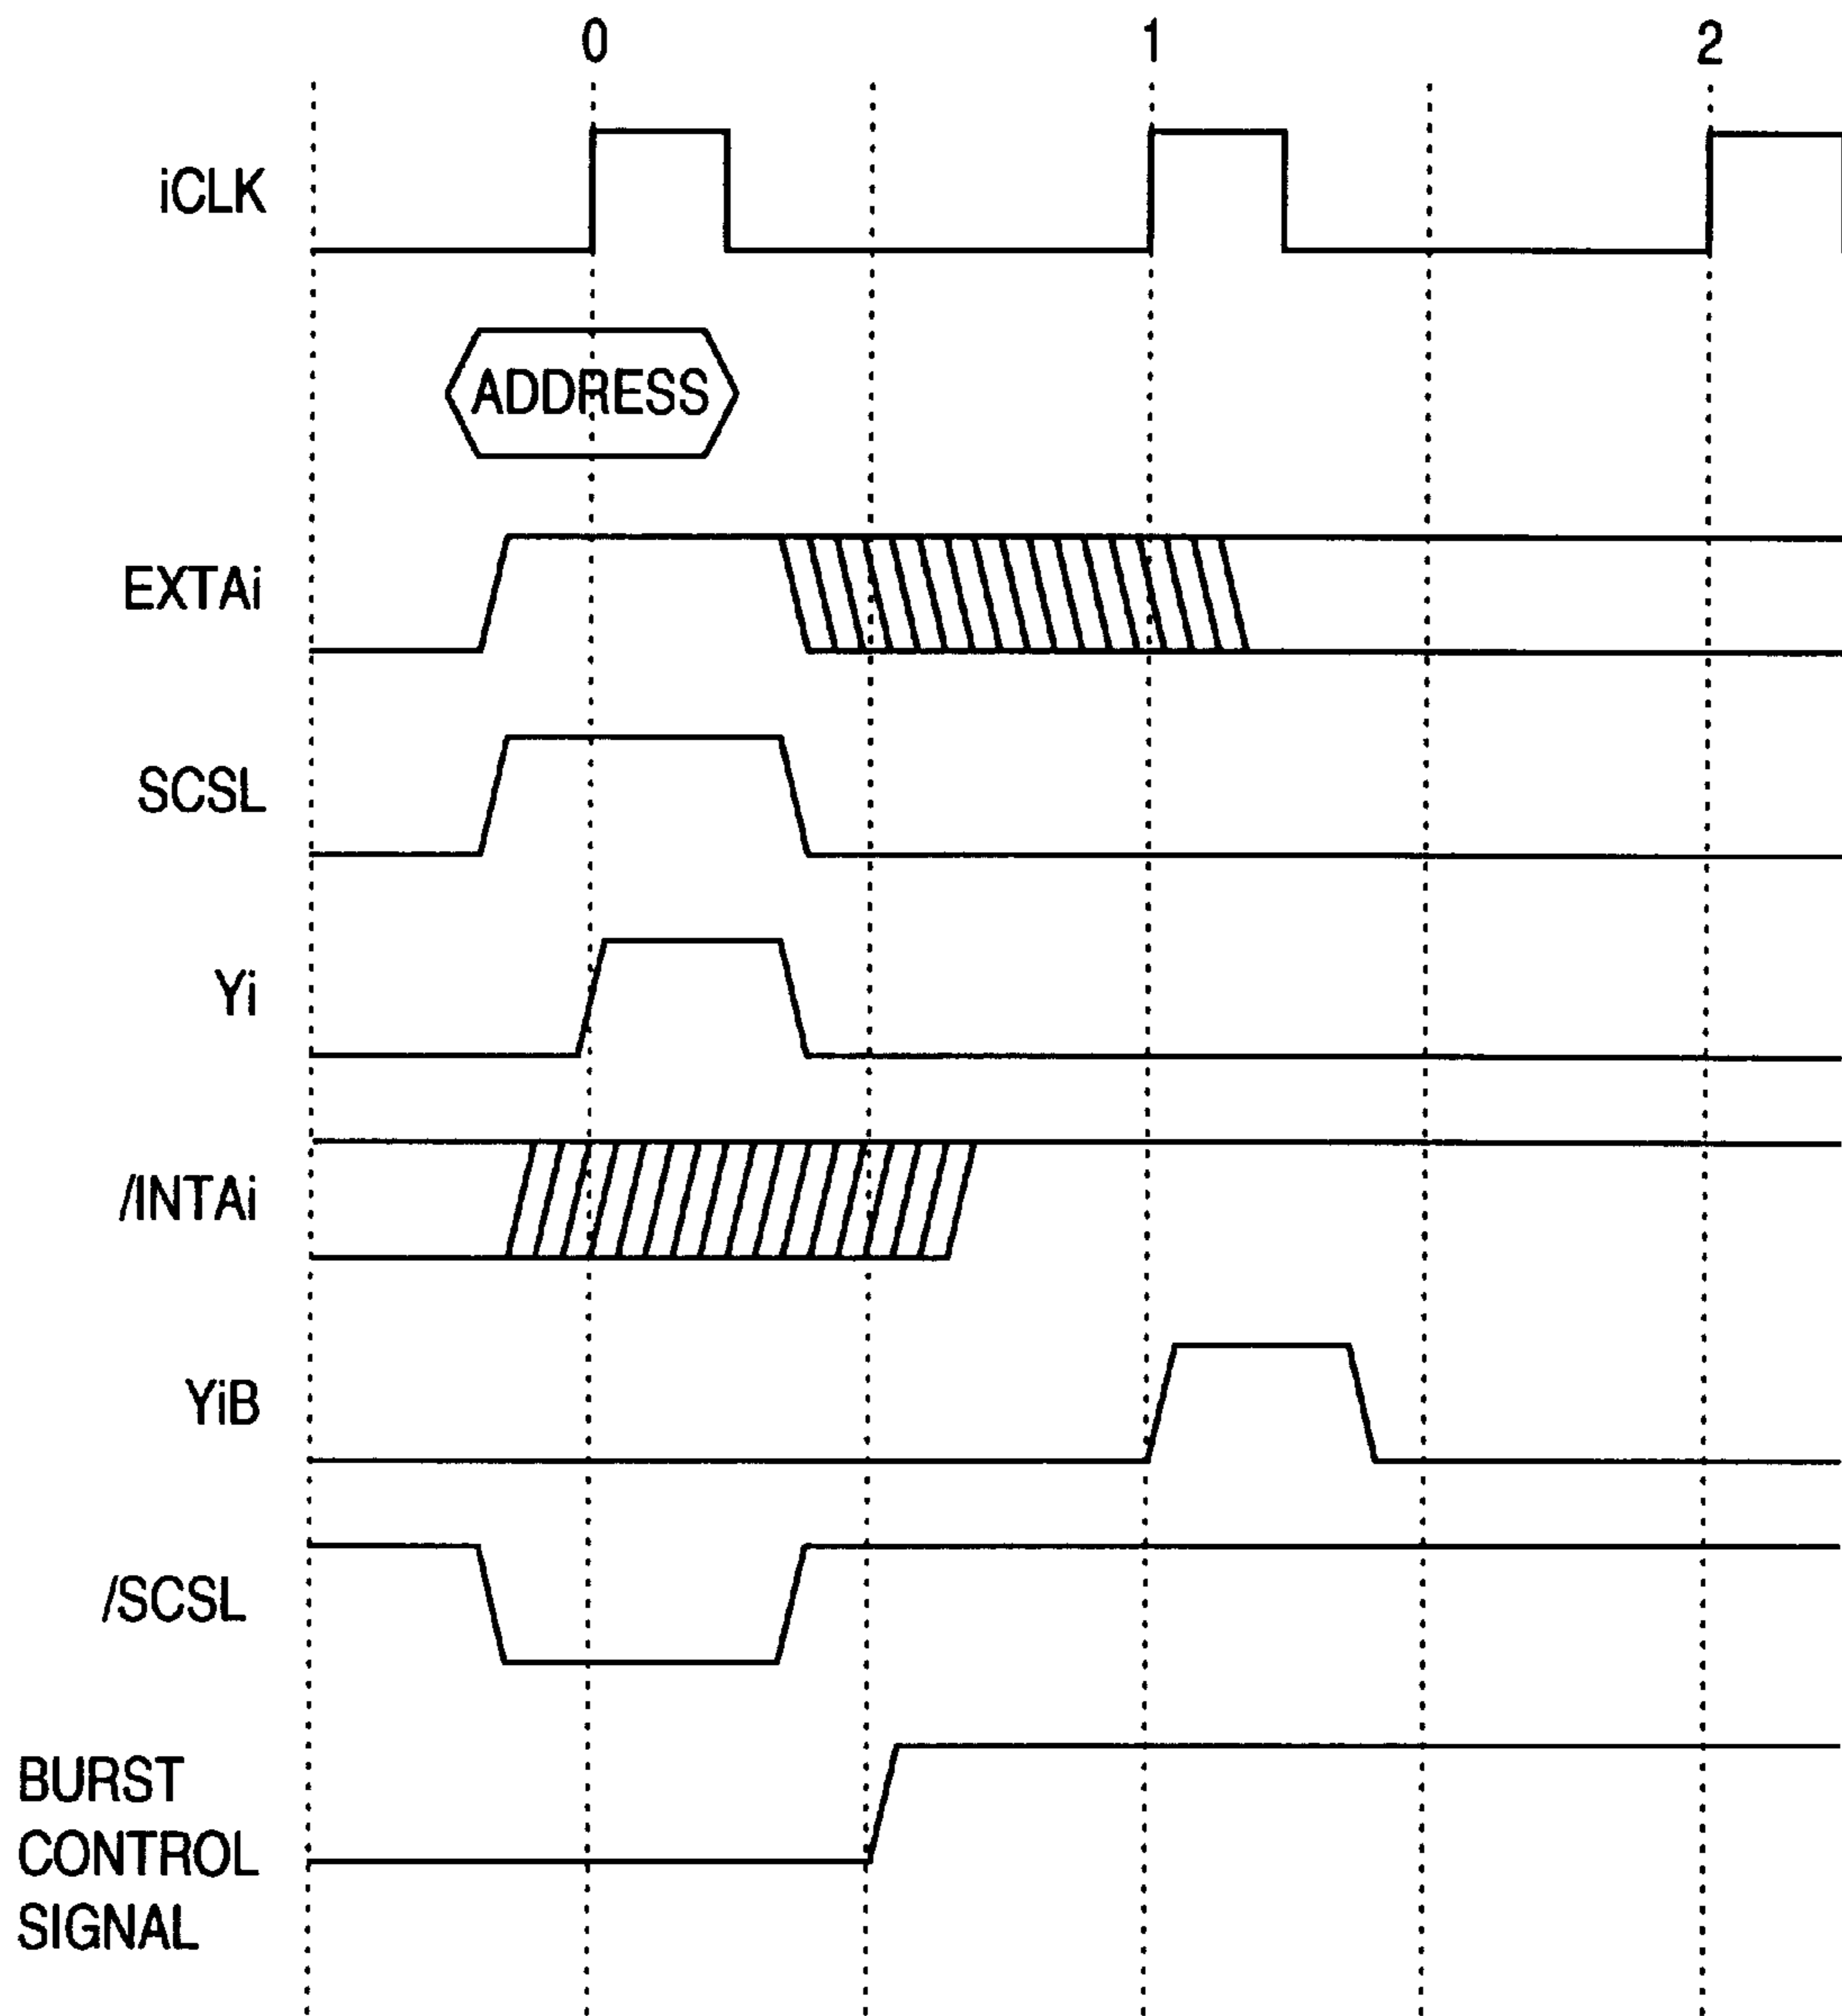 0 1 2
iCLK
ADDRESS
EXTAi
SCSL
Yi
/INTAi
YiB
/SCSL
BURST
CONTROL
SIGNAL